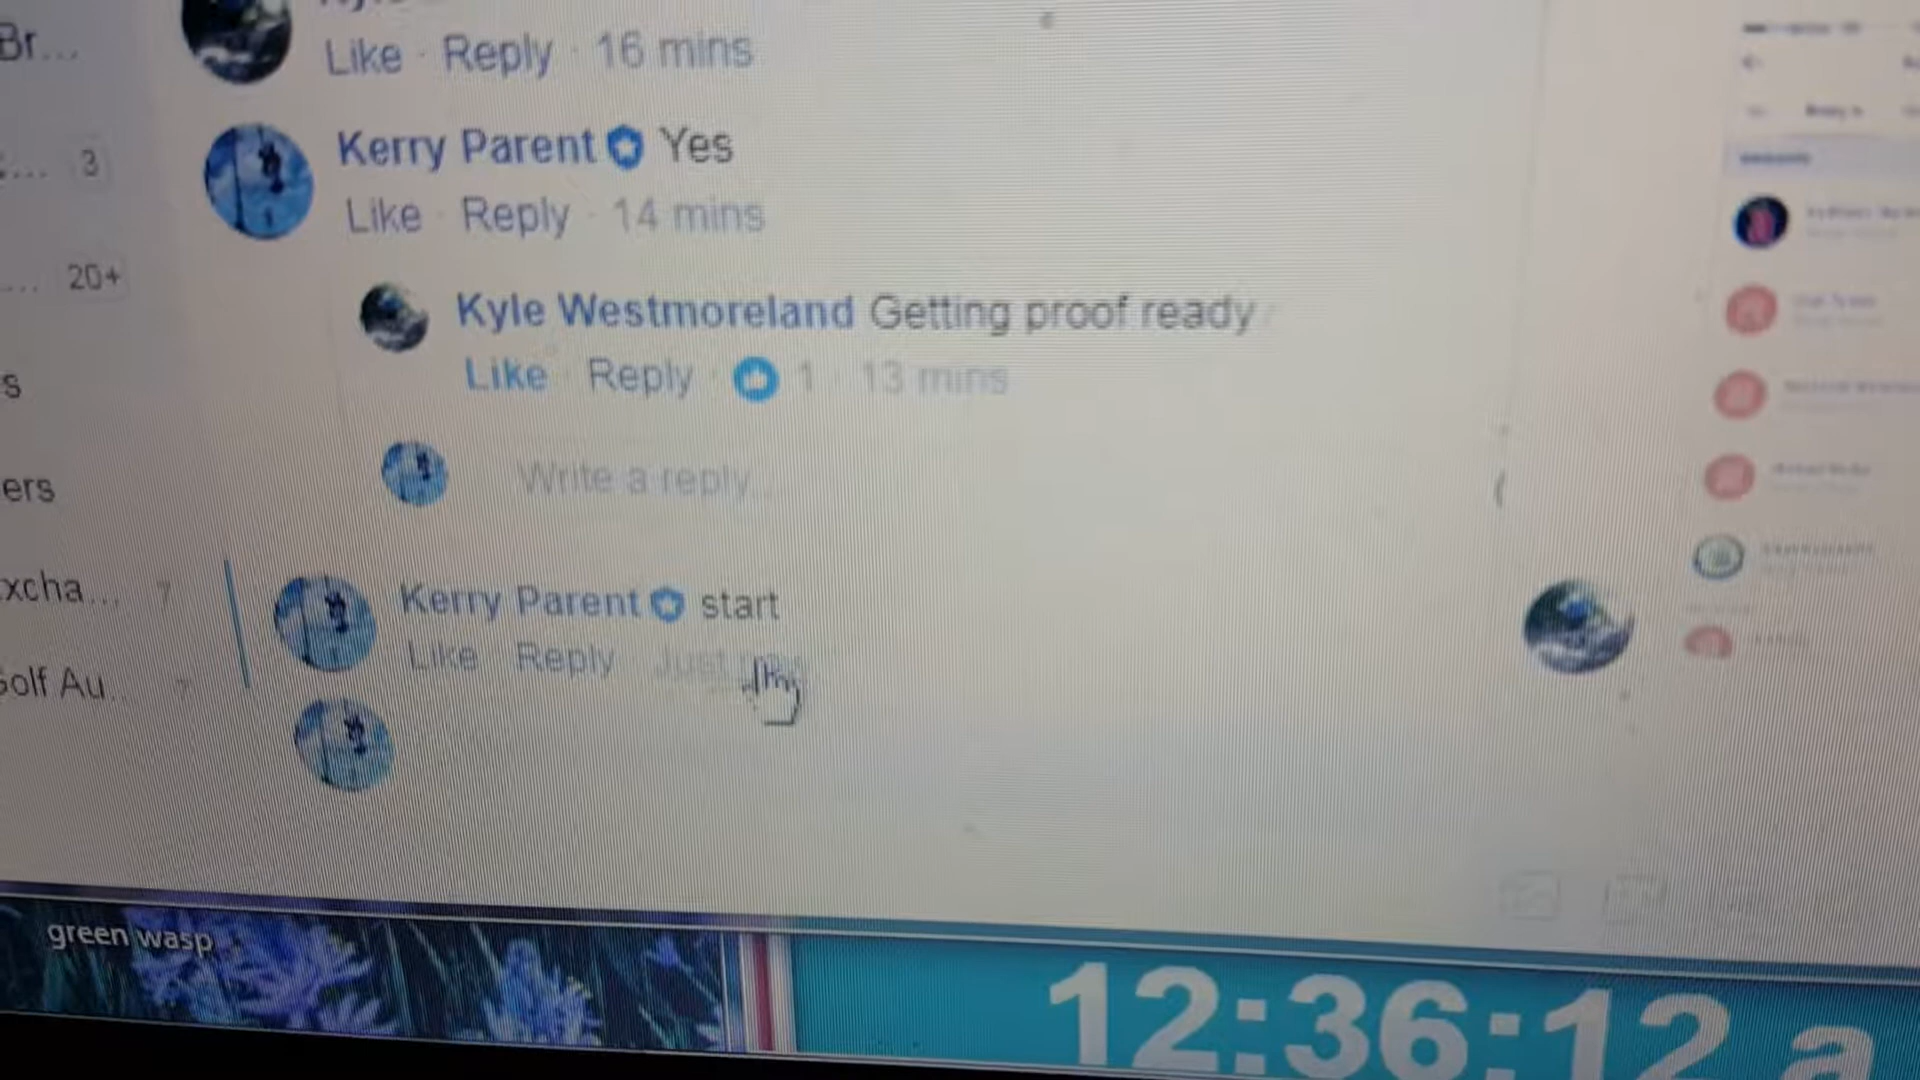 Br...
Like · Reply · 16 mins
Kerry Parent Yes
3
Like · Reply · 14 mins
20+
Kyle Westmoreland Getting proof ready
Like · Reply · 1 · 13 mins
s
Write a reply...
ers
Kerry Parent start
xcha... 7
Like · Reply · Just
Golf Au... 7
green wasp
12:36:12 a